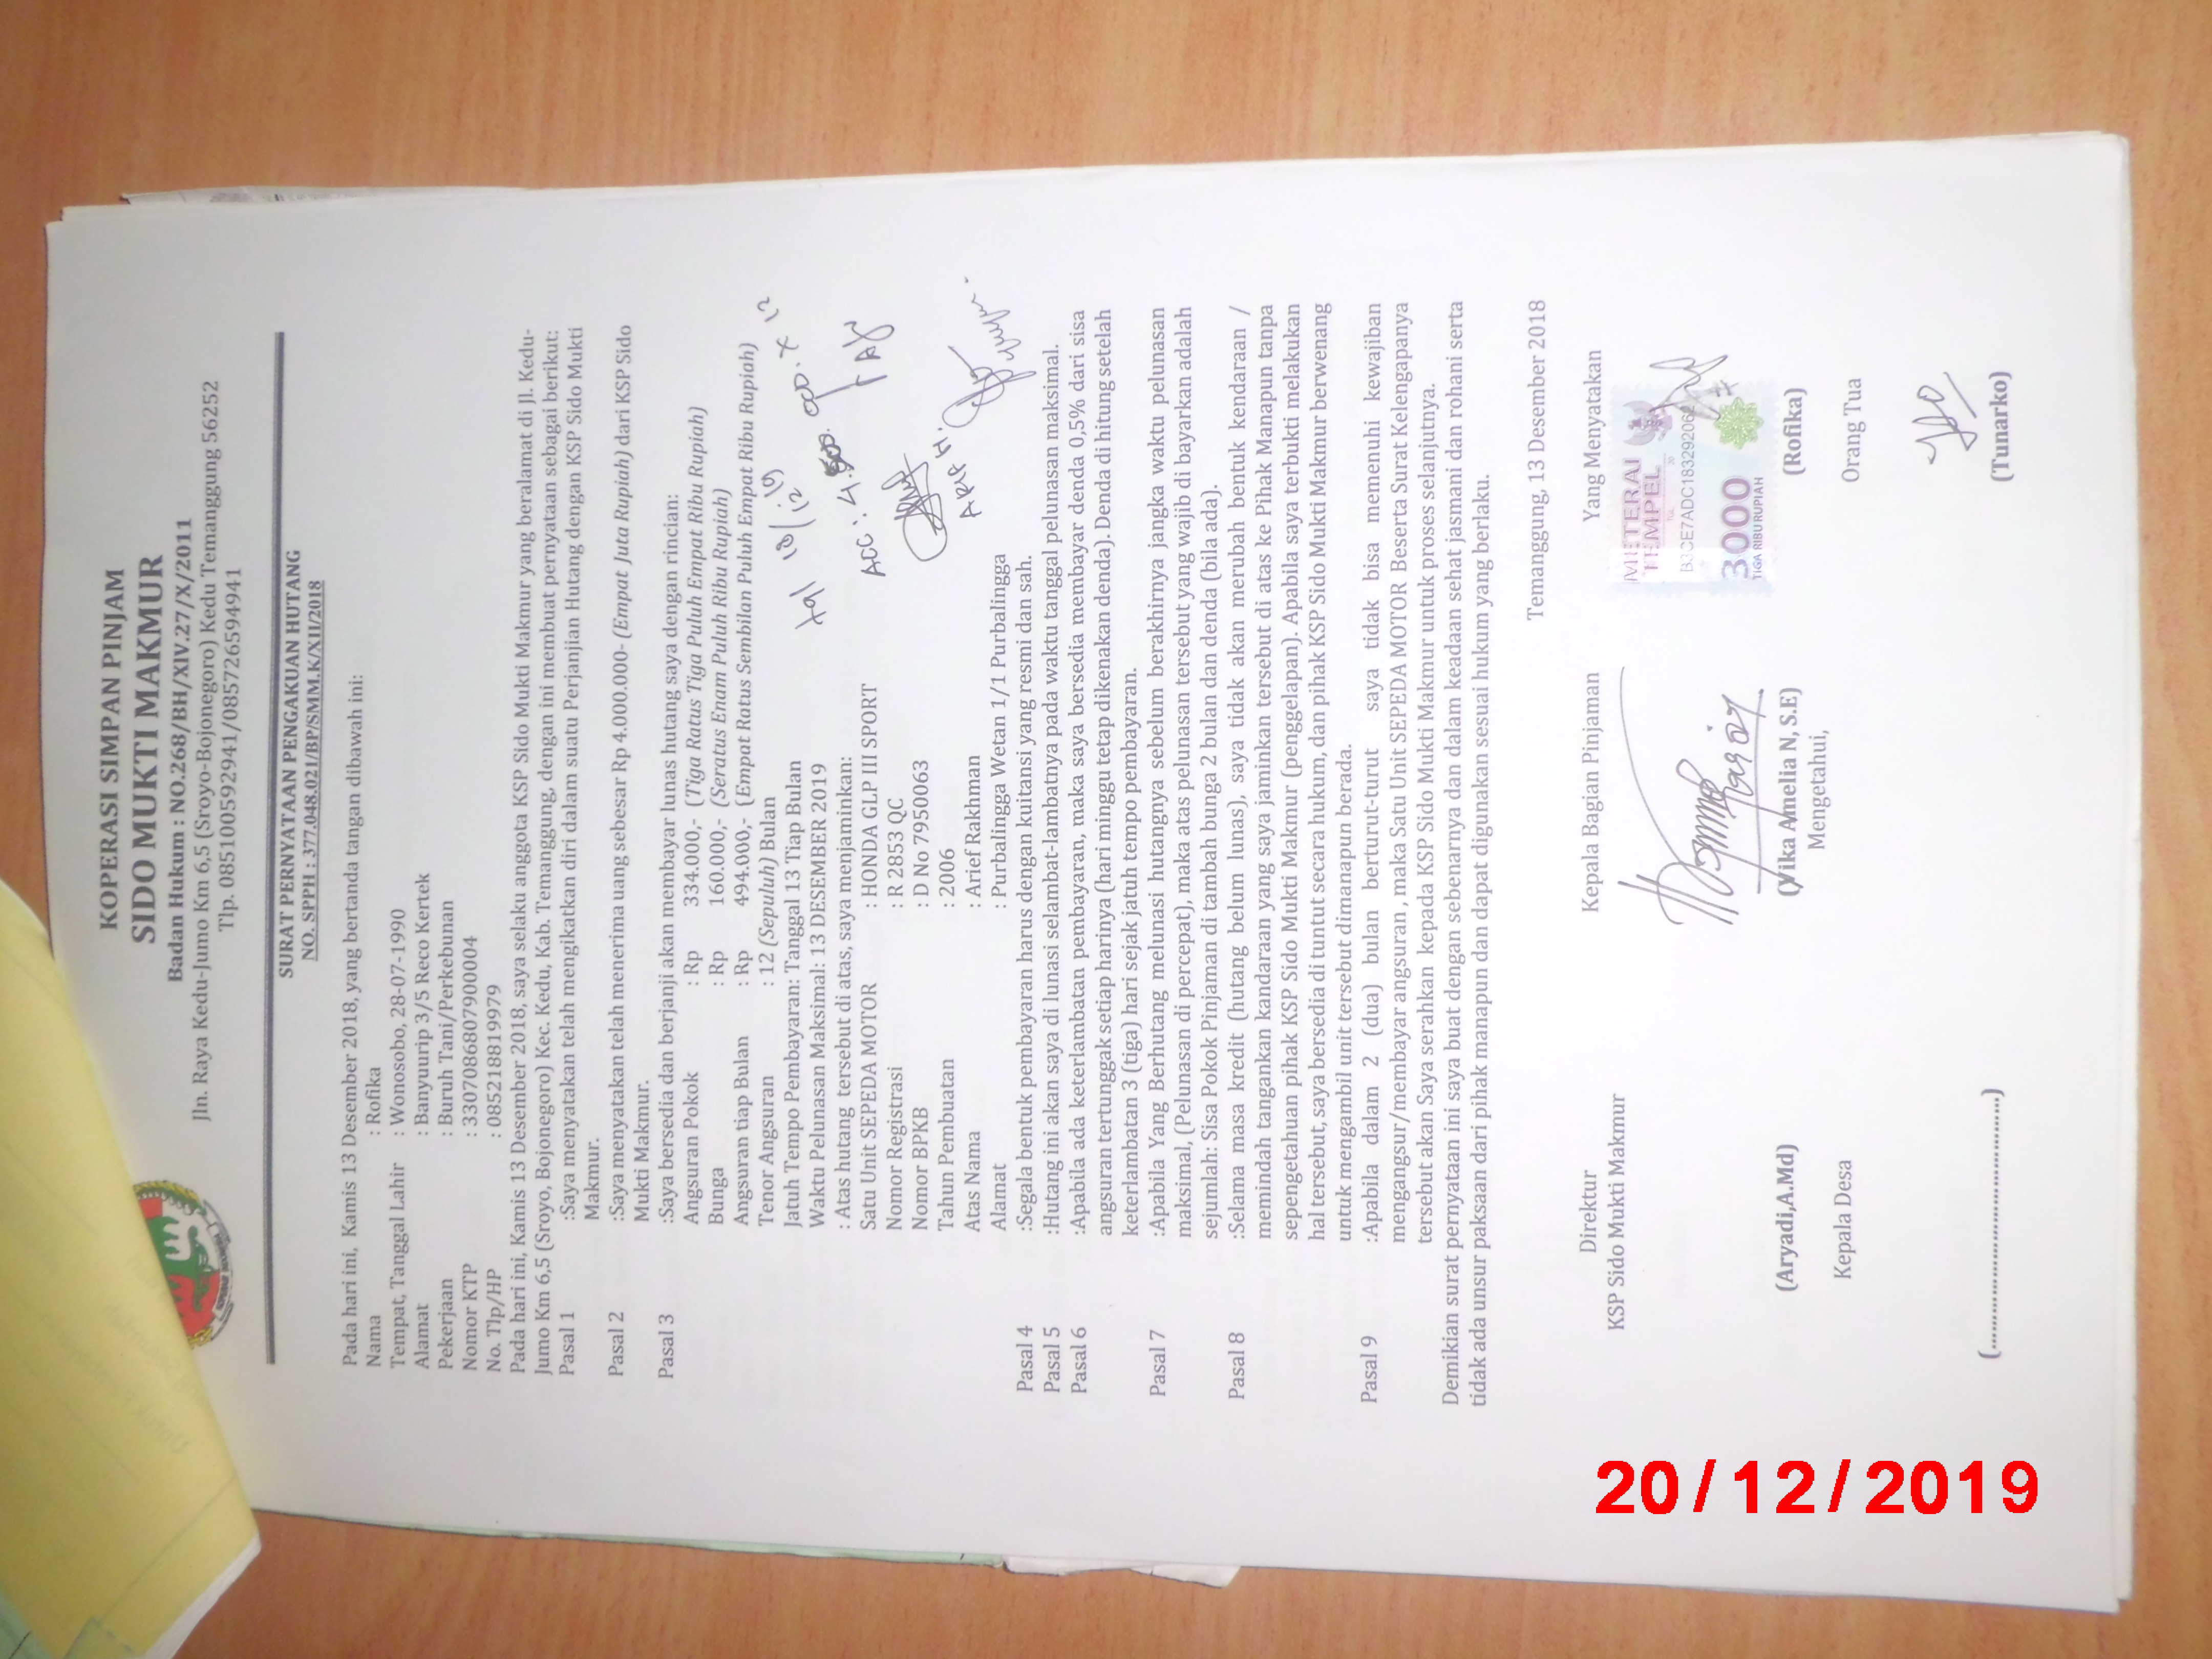 KOPERASI SIMPAN PINJAM
SIDO MUKTI MAKMUR
Badan Hukum : NO.268/BH/XIV.27/X/2011
Jln. Raya Kedu-Jumo Km 6,5 (Sroyo-Bojonegoro) Kedu Temanggung 56252
Tlp. 085100592941/085726594941
SURAT PERNYATAAN PENGAKUAN HUTANG
NO. SPPH : 377.048.021/BP/SMM.K/XII/2018
Pada hari ini, Kamis 13 Desember 2018, yang bertanda tangan dibawah ini:
Nama : Rofika
Tempat, Tanggal Lahir : Wonosobo, 28-07-1990
Alamat : Banyurip 3/5 Reco Kertek
Pekerjaan : Buruh Tani/Perkebunan
Nomor KTP : 3307086807900004
No. Tlp/HP : 085218819979
Pada hari ini, Kamis 13 Desember 2018, saya selaku anggota KSP Sido Mukti Makmur yang beralamat di Jl. Kedu-
Jumo Km 6,5 (Sroyo, Bojonegoro) Kec. Kedu, Kab. Temanggung, dengan ini membuat pernyataan sebagai berikut:
Pasal 1 :Saya menyatakan telah mengikatkan diri dalam suatu Perjanjian Hutang dengan KSP Sido Mukti
Makmur.
Pasal 2 :Saya menyatakan telah menerima uang sebesar Rp 4.000.000- (Empat Juta Rupiah) dari KSP Sido
Mukti Makmur.
Pasal 3 :Saya bersedia dan berjanji akan membayar lunas hutang saya dengan rincian:
Angsuran Pokok : Rp 334.000,- (Tiga Ratus Tiga Puluh Empat Ribu Rupiah)
Bunga : Rp 160.000,- (Seratus Enam Puluh Ribu Rupiah)
Angsuran tiap Bulan : Rp 494.000,- (Empat Ratus Sembilan Puluh Empat Ribu Rupiah)
Tenor Angsuran : 12 (Sepuluh) Bulan
Jatuh Tempo Pembayaran: Tanggal 13 Tiap Bulan
Waktu Pelunasan Maksimal: 13 DESEMBER 2019
: Atas hutang tersebut di atas, saya menjaminkan:
Satu Unit SEPEDA MOTOR : HONDA GLP III SPORT
Nomor Registrasi : R 2853 QC
Nomor BPKB : D No 7950063
Tahun Pembuatan : 2006
Atas Nama : Arief Rakhman
Alamat : Purbalingga Wetan 1/1 Purbalingga
tgl 18/12 19
ACC : 4. 000. x 12
ARIF H.
Pasal 4 :Segala bentuk pembayaran harus dengan kuitansi yang resmi dan sah.
Pasal 5 :Hutang ini akan saya di lunasi selambat-lambatnya pada waktu tanggal pelunasan maksimal.
Pasal 6 :Apabila ada keterlambatan pembayaran, maka saya bersedia membayar denda 0,5% dari sisa
angsuran tertunggak setiap harinya (hari minggu tetap dikenakan denda). Denda di hitung setelah
keterlambatan 3 (tiga) hari sejak jatuh tempo pembayaran.
Pasal 7 :Apabila Yang Berhutang melunasi hutangnya sebelum berakhirnya jangka waktu pelunasan
maksimal, (Pelunasan di percepat), maka atas pelunasan tersebut yang wajib di bayarkan adalah
sejumlah: Sisa Pokok Pinjaman di tambah bunga 2 bulan dan denda (bila ada).
Pasal 8 :Selama masa kredit (hutang belum lunas), saya tidak akan merubah bentuk kendaraan /
memindah tangankan kandaraan yang saya jaminkan tersebut di atas ke Pihak Manapun tanpa
sepengetahuan pihak KSP Sido Mukti Makmur (penggelapan). Apabila saya terbukti melakukan
hal tersebut, saya bersedia di tuntut secara hukum, dan pihak KSP Sido Mukti Makmur berwenang
untuk mengambil unit tersebut dimanapun berada.
Pasal 9 :Apabila dalam 2 (dua) bulan berturut-turut saya tidak bisa memenuhi kewajiban
mengangsur/membayar angsuran , maka Satu Unit SEPEDA MOTOR Beserta Surat Kelengapanya
tersebut akan Saya serahkan kepada KSP Sido Mukti Makmur untuk proses selanjutnya.
Demikian surat pernyataan ini saya buat dengan sebenarnya dan dalam keadaan sehat jasmani dan rohani serta
tidak ada unsur paksaan dari pihak manapun dan dapat digunakan sesuai hukum yang berlaku.
Temanggung, 13 Desember 2018
Direktur Kepala Bagian Pinjaman Yang Menyatakan
KSP Sido Mukti Makmur
METERAI
TEMPEL
B3CE7ADC183292062
3000
TIGA RIBU RUPIAH
(Aryadi,A.Md) (Vika Amelia N, S.E) (Rofika)
Mengetahui,
Kepala Desa Orang Tua
(................................................) (Tunarko)
20/12/2019